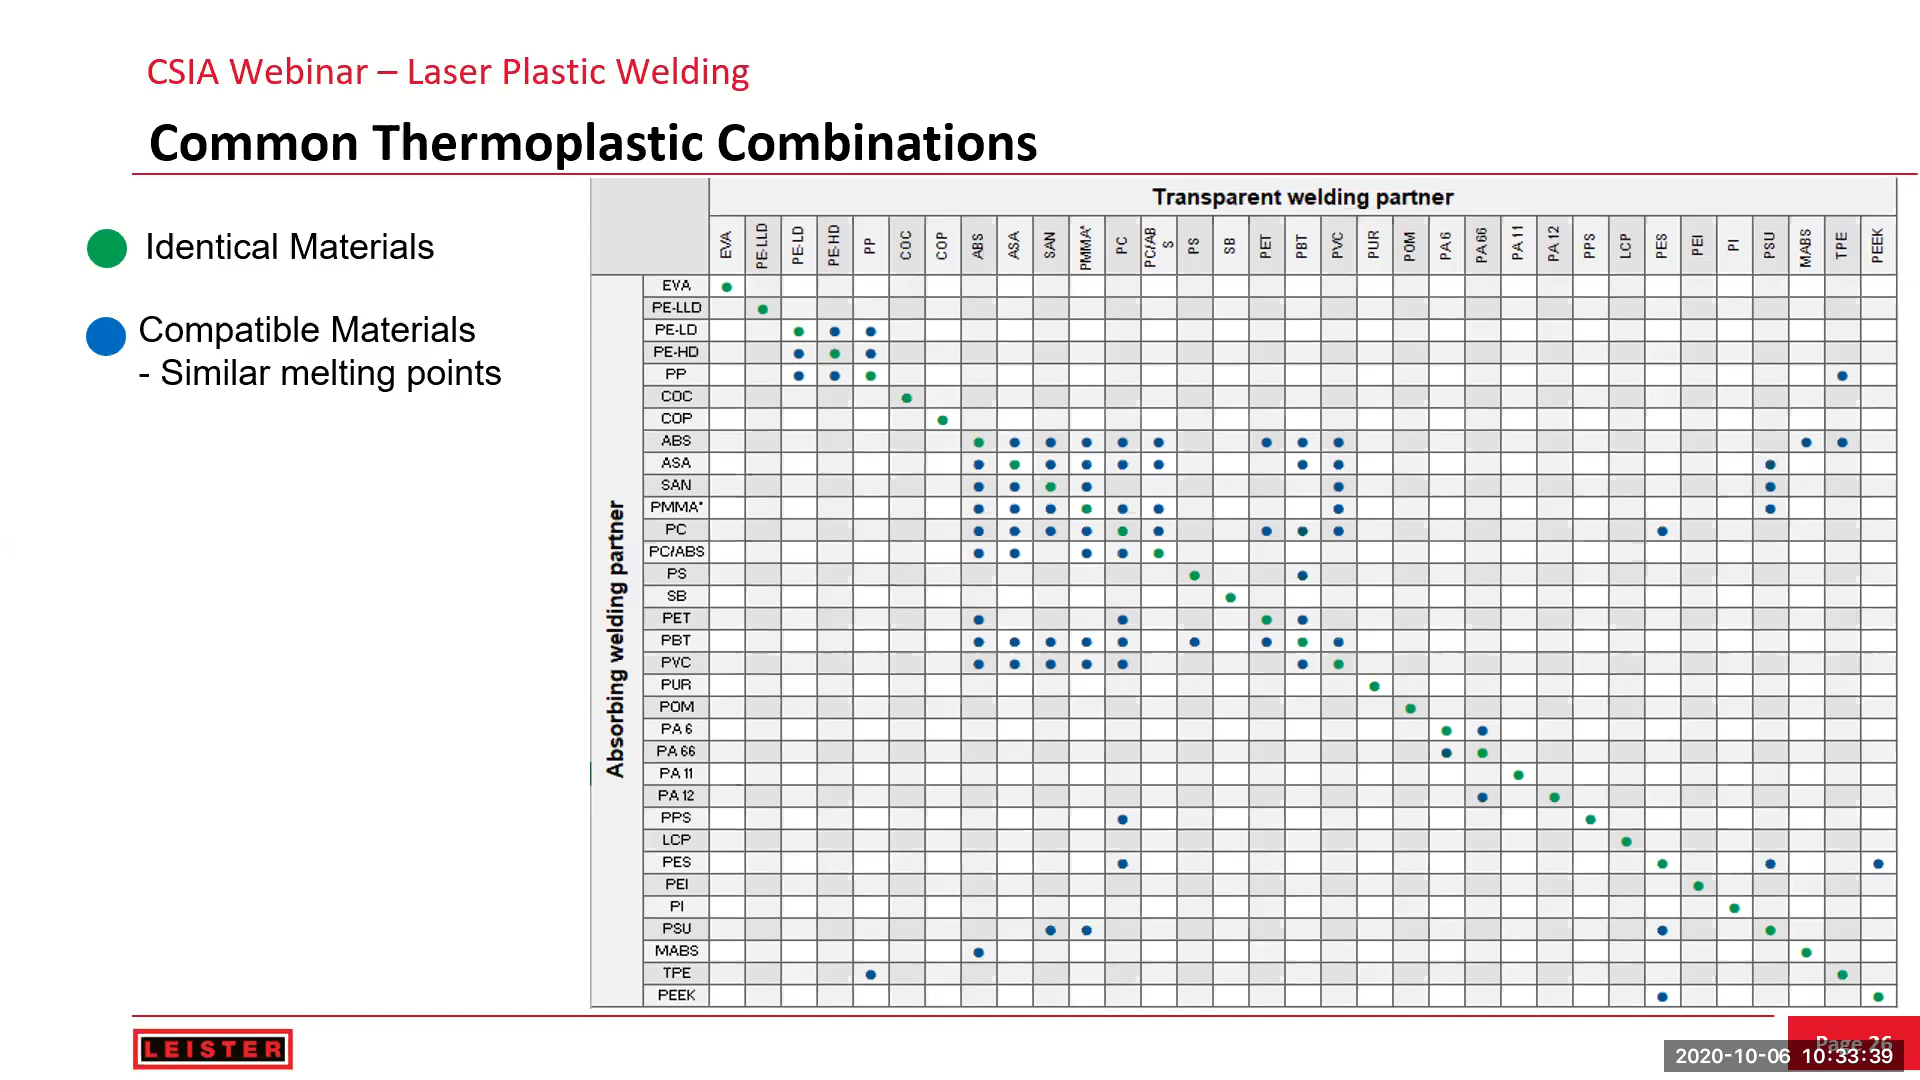 CSIA Webinar – Laser Plastic Welding
Common Thermoplastic Combinations
Identical Materials
Compatible Materials
- Similar melting points
Transparent welding partner
EVA PE-LLD PE-LD PE-HD PP COC COP ABS ASA SAN PMMA* PC PC/ABS PS SB PET PBT PVC PUR POM PA 6 PA 66 PA 11 PA 12 PPS LCP PES PEI PI PSU MABS TPE PEEK
Absorbing welding partner
EVA
PE-LLD
PE-LD
PE-HD
PP
COC
COP
ABS
ASA
SAN
PMMA*
PC
PC/ABS
PS
SB
PET
PBT
PVC
PUR
POM
PA 6
PA 66
PA 11
PA 12
PPS
LCP
PES
PEI
PI
PSU
MABS
TPE
PEEK
LEISTER
Page 26
2020-10-06 10:33:39